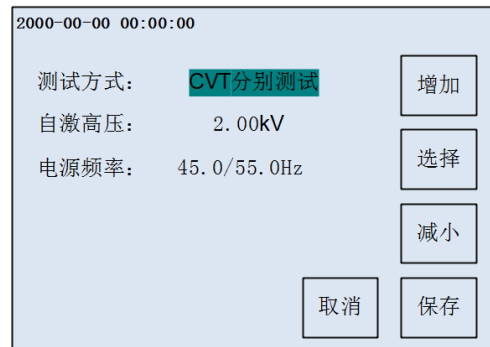 2000-00-00 00:00:00
测试方式： CVT分别测试
自激高压： 2.00kV
电源频率： 45.0/55.0Hz
增加
选择
减小
取消
保存